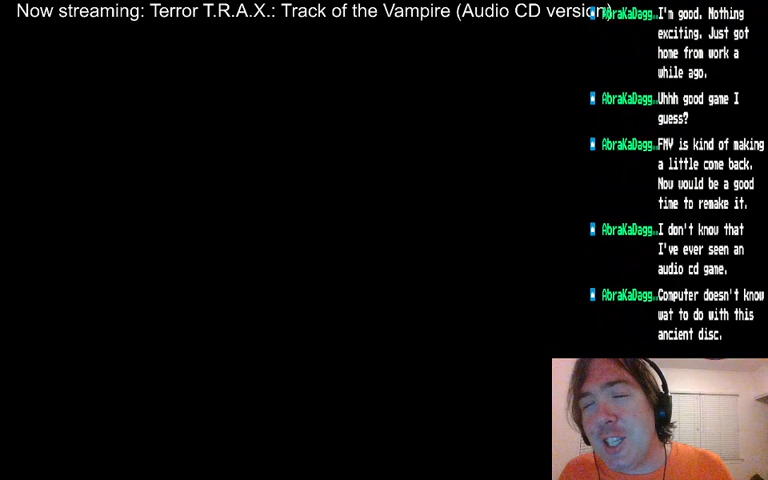 Now streaming: Terror T.R.A.X.: Track of the Vampire (Audio CD version)
AbraKaDagg..I'm good. Nothing
exciting. Just got
home from work a
while ago.
AbraKaDagg..Uhhh good game I
guess?
AbraKaDagg..FMV is kind of making
a little come back.
Now would be a good
time to remake it.
AbraKaDagg..I don't know that
I've ever seen an
audio cd game.
AbraKaDagg..Computer doesn't know
wat to do with this
ancient disc.